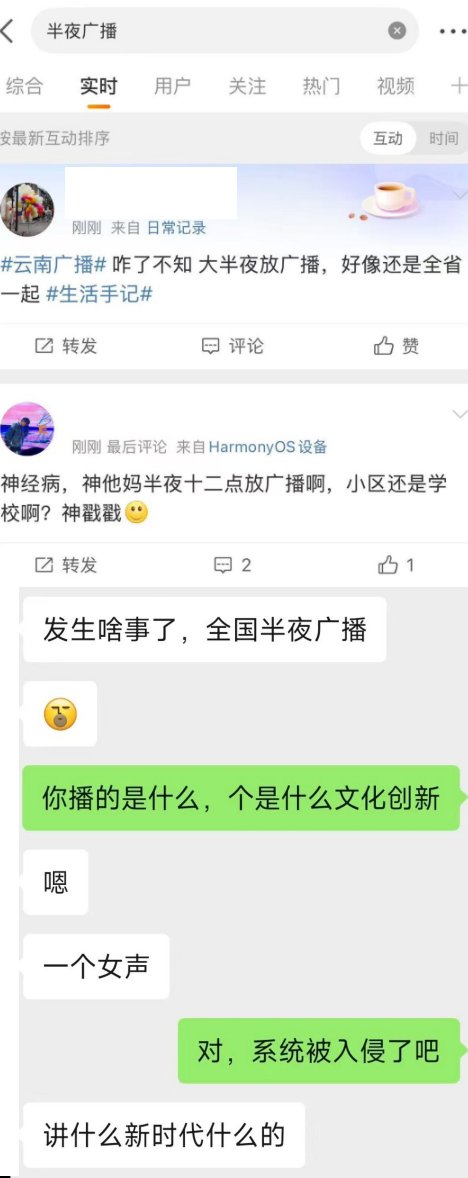 半夜广播
综合 实时 用户 关注 热门 视频
按最新互动排序 互动 时间
刚刚 来自 日常记录
#云南广播# 咋了不知 大半夜放广播，好像还是全省
一起 #生活手记#
转发 评论 赞
刚刚 最后评论 来自 HarmonyOS 设备
神经病，神他妈半夜十二点放广播啊，小区还是学
校啊？神戳戳
转发 2 1
发生啥事了，全国半夜广播
你播的是什么，个是什么文化创新
嗯
一个女声
对，系统被入侵了吧
讲什么新时代什么的